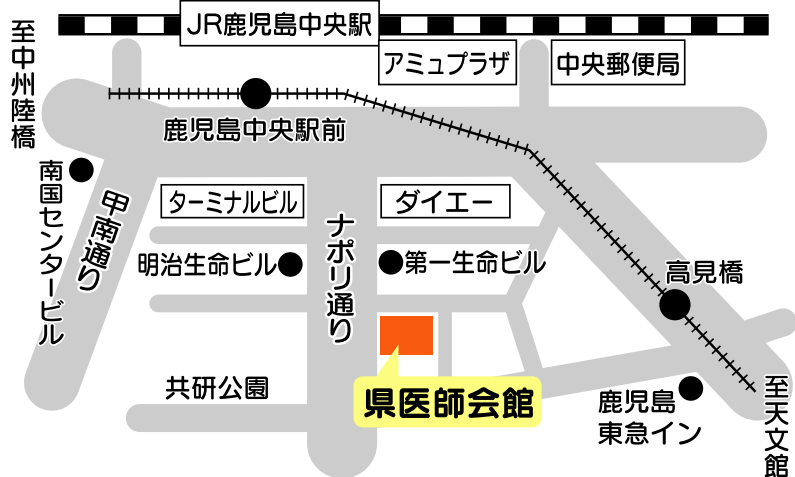 JR鹿児島中央駅
至中州陸橋
アミュプラザ
中央郵便局
鹿児島中央駅前
南国センタービル
甲南通り
ターミナルビル
ナポリ通り
ダイエー
明治生命ビル
第一生命ビル
高見橋
共研公園
県医師会館
鹿児島
東急イン
至天文館